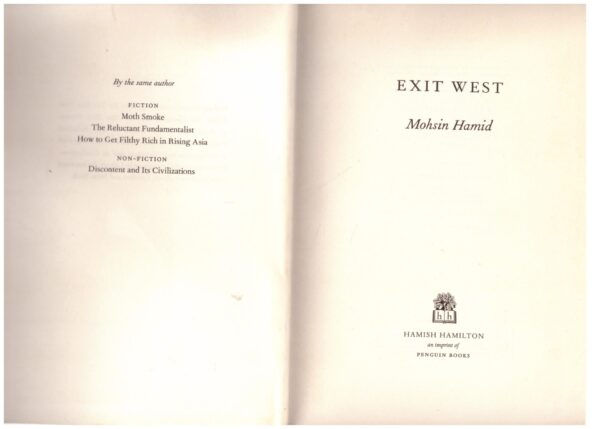 By the same author
FICTION
Moth Smoke
The Reluctant Fundamentalist
How to Get Filthy Rich in Rising Asia
NON-FICTION
Discontent and Its Civilizations
EXIT WEST
Mohsin Hamid
h h
HAMISH HAMILTON
an imprint of
PENGUIN BOOKS